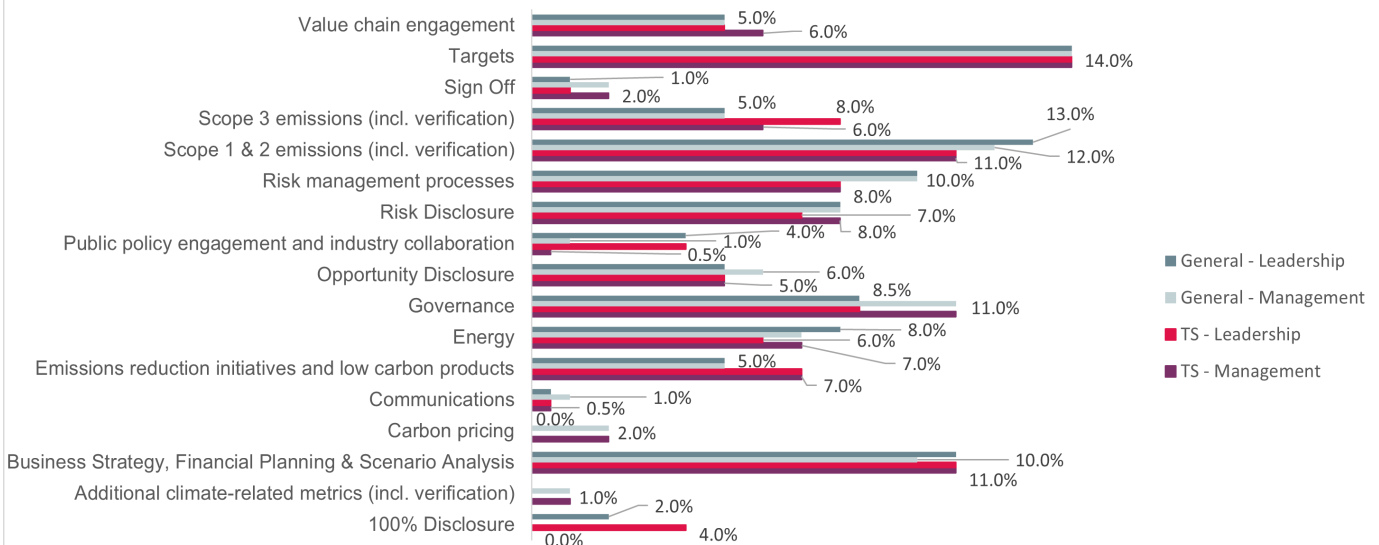 Value chain engagement 5.0%
6.0%
Targets 14.0%
Sign Off 1.0%
2.0%
Scope 3 emissions (incl. verification) 5.0% 8.0%
6.0%
Scope 1 & 2 emissions (incl. verification) 13.0%
11.0% 12.0%
Risk management processes 10.0%
8.0%
Risk Disclosure 7.0%
8.0%
Public policy engagement and industry collaboration 4.0%
1.0%
0.5%
Opportunity Disclosure 6.0%
5.0%
Governance 8.5%
11.0%
Energy 8.0%
6.0%
7.0%
Emissions reduction initiatives and low carbon products 5.0%
7.0%
Communications 1.0%
0.5%
0.0%
Carbon pricing 2.0%
Business Strategy, Financial Planning & Scenario Analysis 10.0%
11.0%
Additional climate-related metrics (incl. verification) 1.0%
100% Disclosure 2.0%
4.0%
0.0%
General - Leadership
General - Management
TS - Leadership
TS - Management